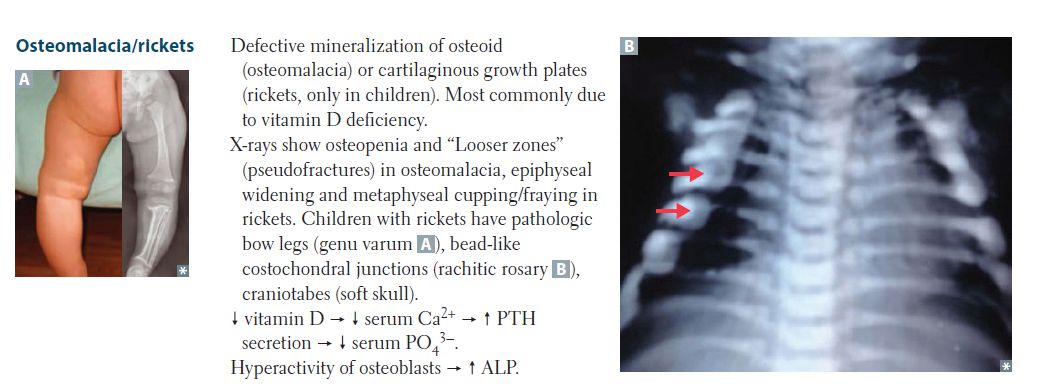 Osteomalacia/rickets
A
*
Defective mineralization of osteoid
(osteomalacia) or cartilaginous growth plates
(rickets, only in children). Most commonly due
to vitamin D deficiency.
X-rays show osteopenia and “Looser zones”
(pseudofractures) in osteomalacia, epiphyseal
widening and metaphyseal cupping/fraying in
rickets. Children with rickets have pathologic
bow legs (genu varum A), bead-like
costochondral junctions (rachitic rosary B),
craniotabes (soft skull).
↓ vitamin D → ↓ serum Ca²⁺ → ↑ PTH
secretion → ↓ serum PO₄³⁻.
Hyperactivity of osteoblasts → ↑ ALP.
B
*